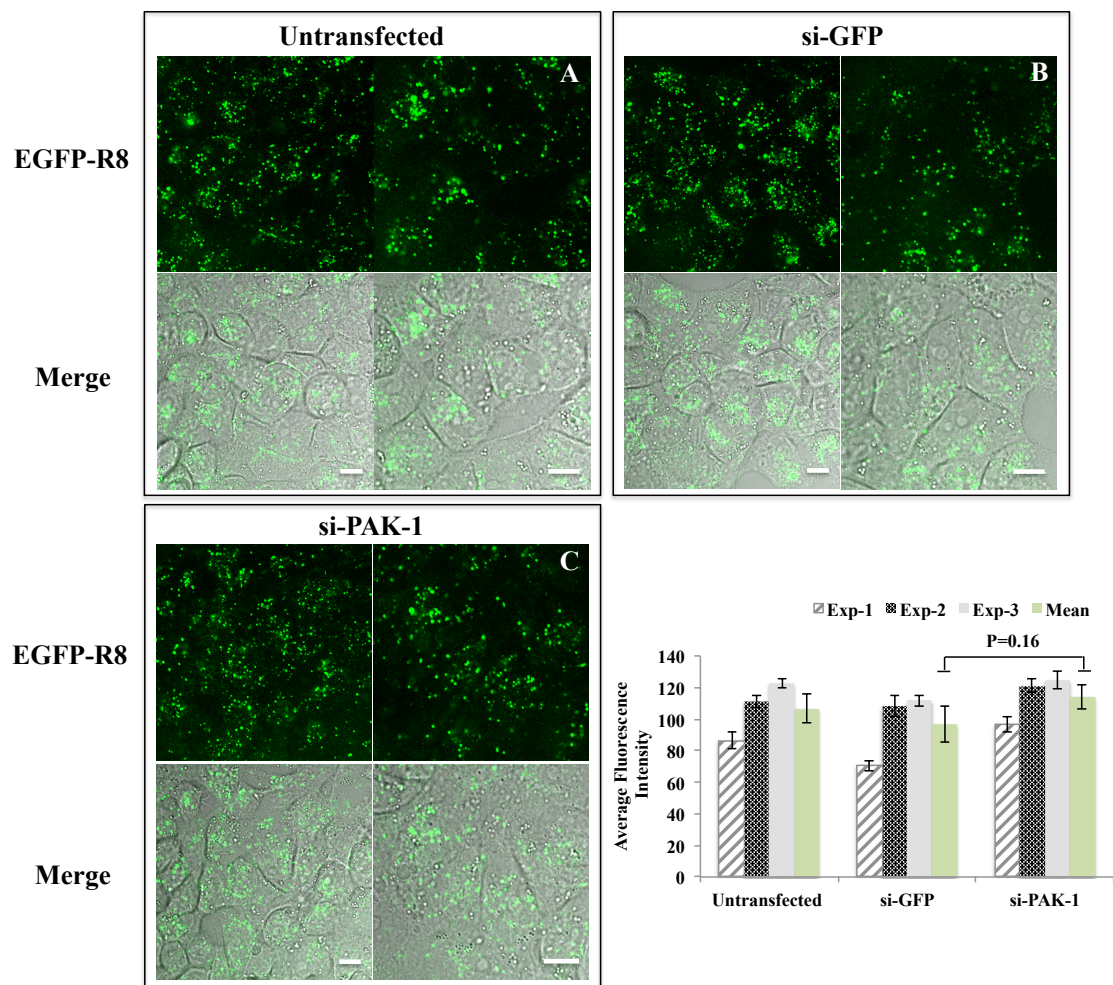 Untransfected
si-GFP
A
B
EGFP-R8
Merge
si-PAK-1
C
EGFP-R8
Merge
Exp-1 Exp-2 Exp-3 Mean
P=0.16
Average Fluorescence
Intensity
140
120
100
80
60
40
20
0
Untransfected si-GFP si-PAK-1